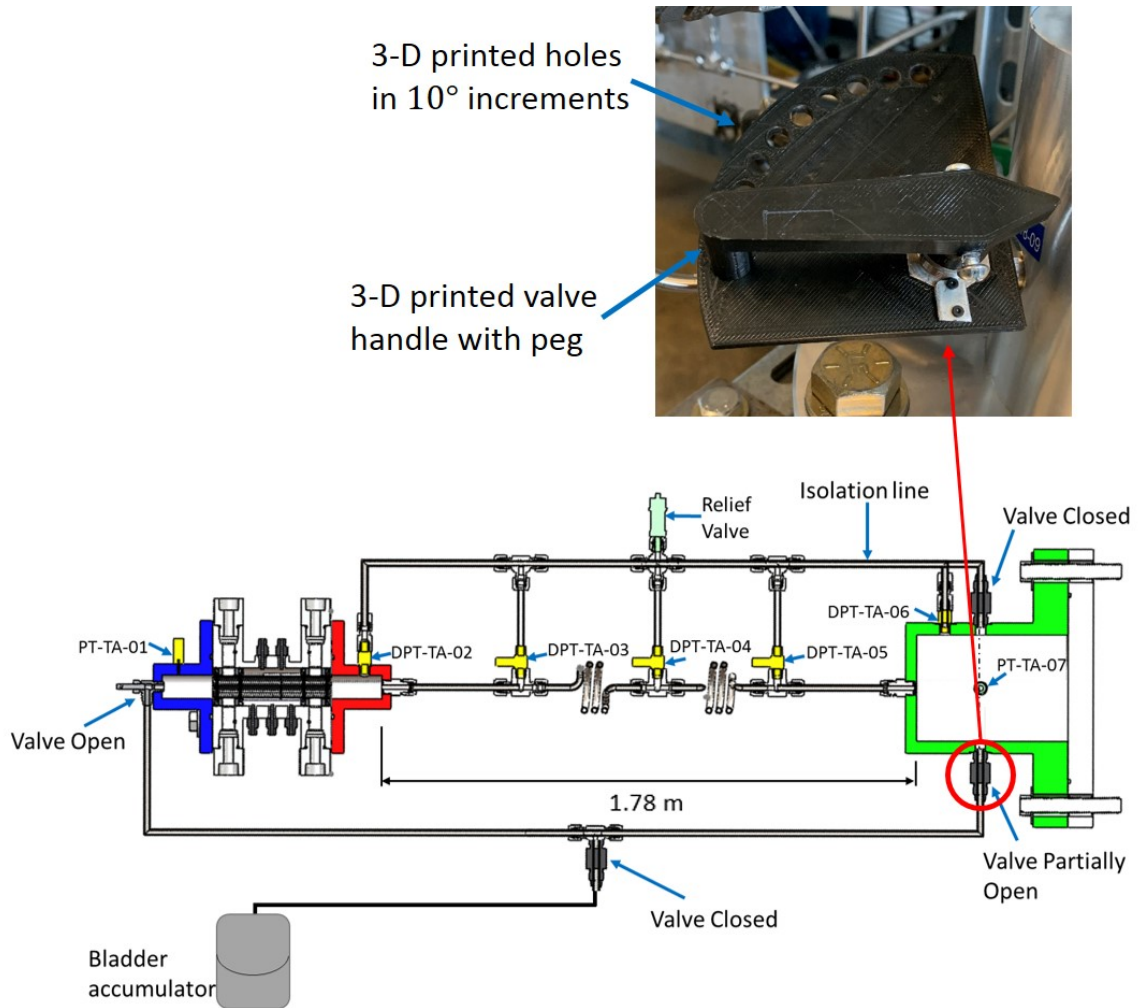 3-D printed holes
in 10° increments
3-D printed valve
handle with peg
8-09
Relief
Valve
Isolation line
Valve Closed
DPT-TA-06
PT-TA-01
DPT-TA-02
DPT-TA-03
DPT-TA-04
DPT-TA-05
PT-TA-07
Valve Open
1.78 m
Valve Partially
Open
Valve Closed
Bladder
accumulator